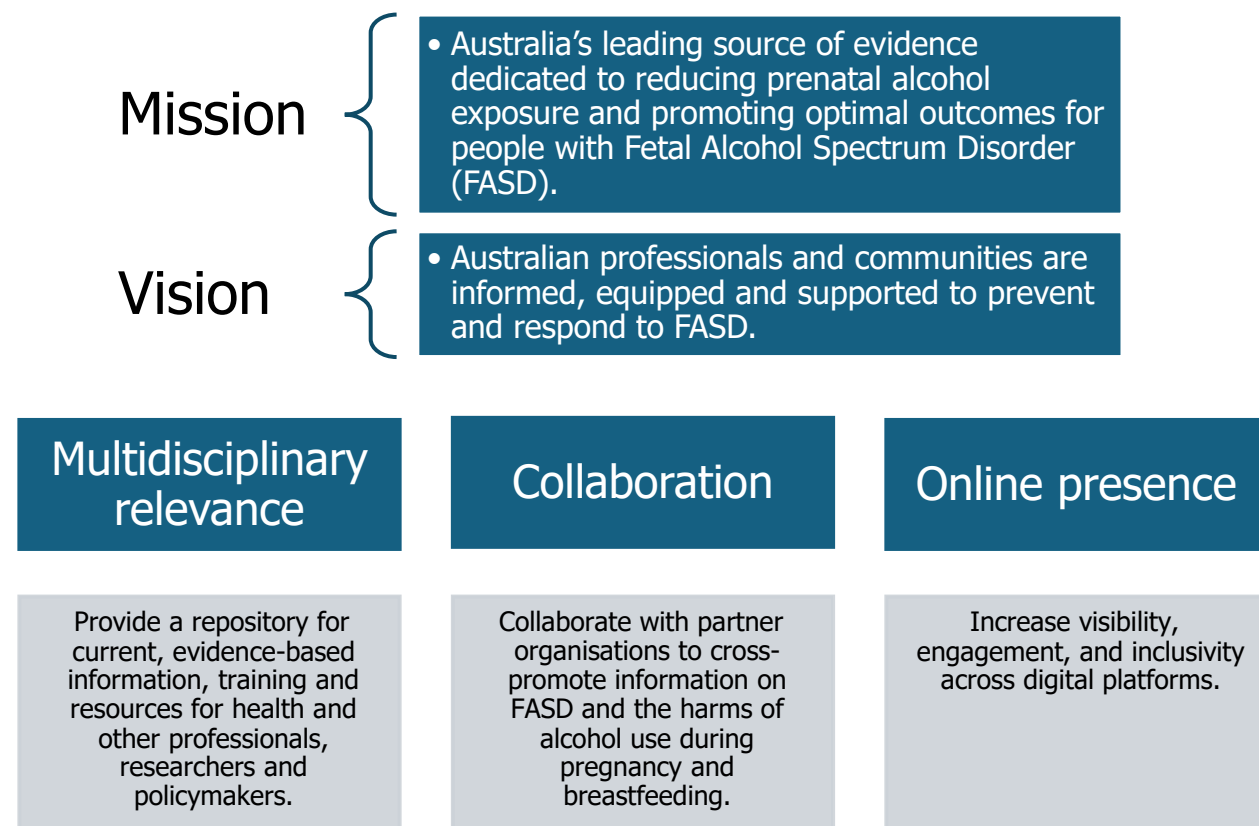 Mission
• Australia’s leading source of evidence
dedicated to reducing prenatal alcohol
exposure and promoting optimal outcomes for
people with Fetal Alcohol Spectrum Disorder
(FASD).
Vision
• Australian professionals and communities are
informed, equipped and supported to prevent
and respond to FASD.
Multidisciplinary
relevance
Provide a repository for
current, evidence-based
information, training and
resources for health and
other professionals,
researchers and
policymakers.
Collaboration
Collaborate with partner
organisations to cross-
promote information on
FASD and the harms of
alcohol use during
pregnancy and
breastfeeding.
Online presence
Increase visibility,
engagement, and inclusivity
across digital platforms.